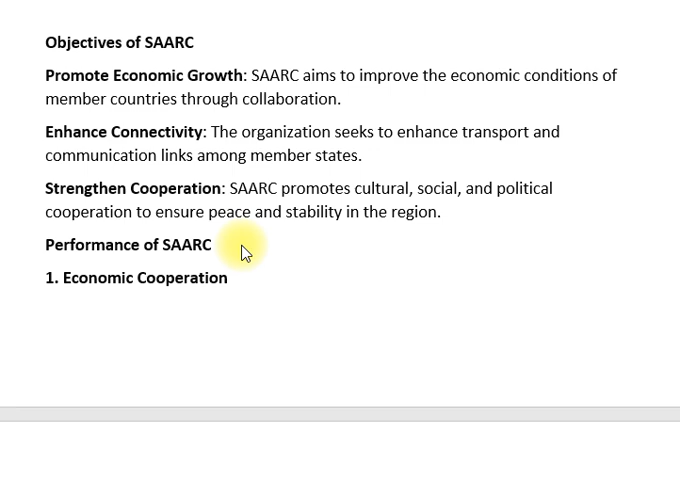 Objectives of SAARC
Promote Economic Growth: SAARC aims to improve the economic conditions of
member countries through collaboration.
Enhance Connectivity: The organization seeks to enhance transport and
communication links among member states.
Strengthen Cooperation: SAARC promotes cultural, social, and political
cooperation to ensure peace and stability in the region.
Performance of SAARC
1. Economic Cooperation